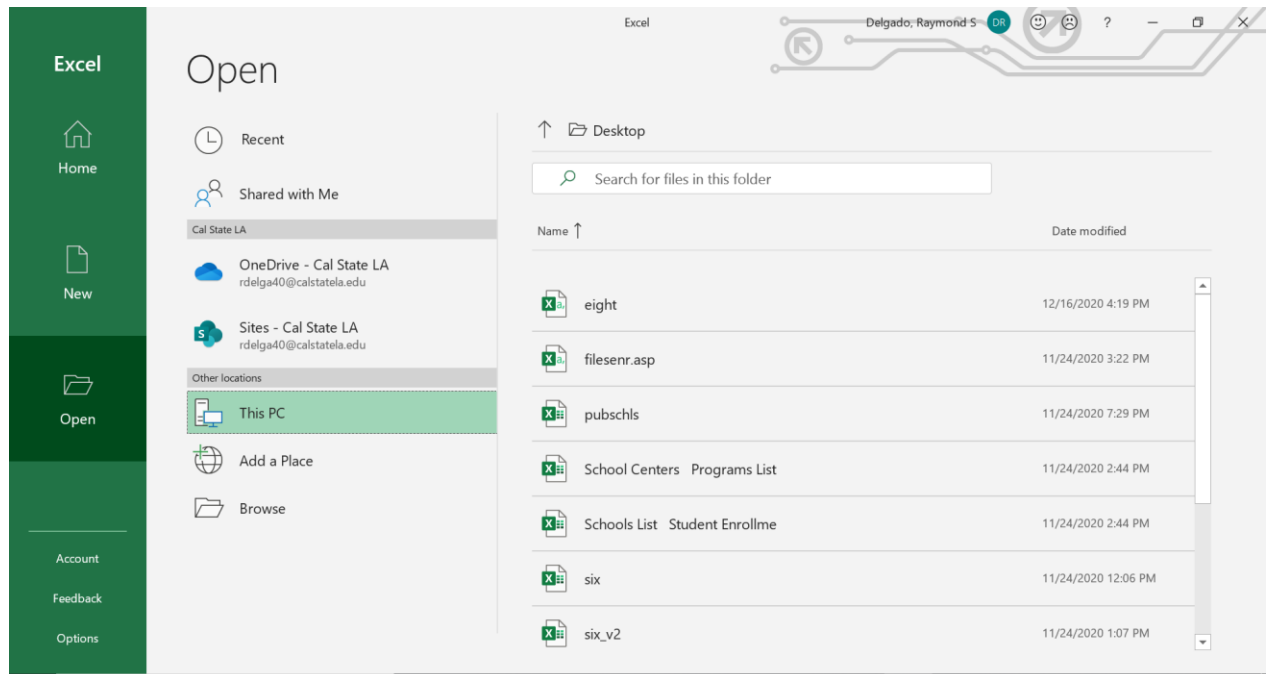 Excel
Delgado, Raymond S
DR
?
Excel
Home
New
Open
Account
Feedback
Options
Open
Recent
Shared with Me
Cal State LA
OneDrive - Cal State LA
rdelga40@calstatela.edu
S
Sites - Cal State LA
rdelga40@calstatela.edu
Other locations
This PC
Add a Place
Browse
Desktop
Search for files in this folder
Name Date modified
eight 12/16/2020 4:19 PM
filesenr.asp 11/24/2020 3:22 PM
pubschls 11/24/2020 7:29 PM
School Centers Programs List 11/24/2020 2:44 PM
Schools List Student Enrollme 11/24/2020 2:44 PM
six 11/24/2020 12:06 PM
six_v2 11/24/2020 1:07 PM